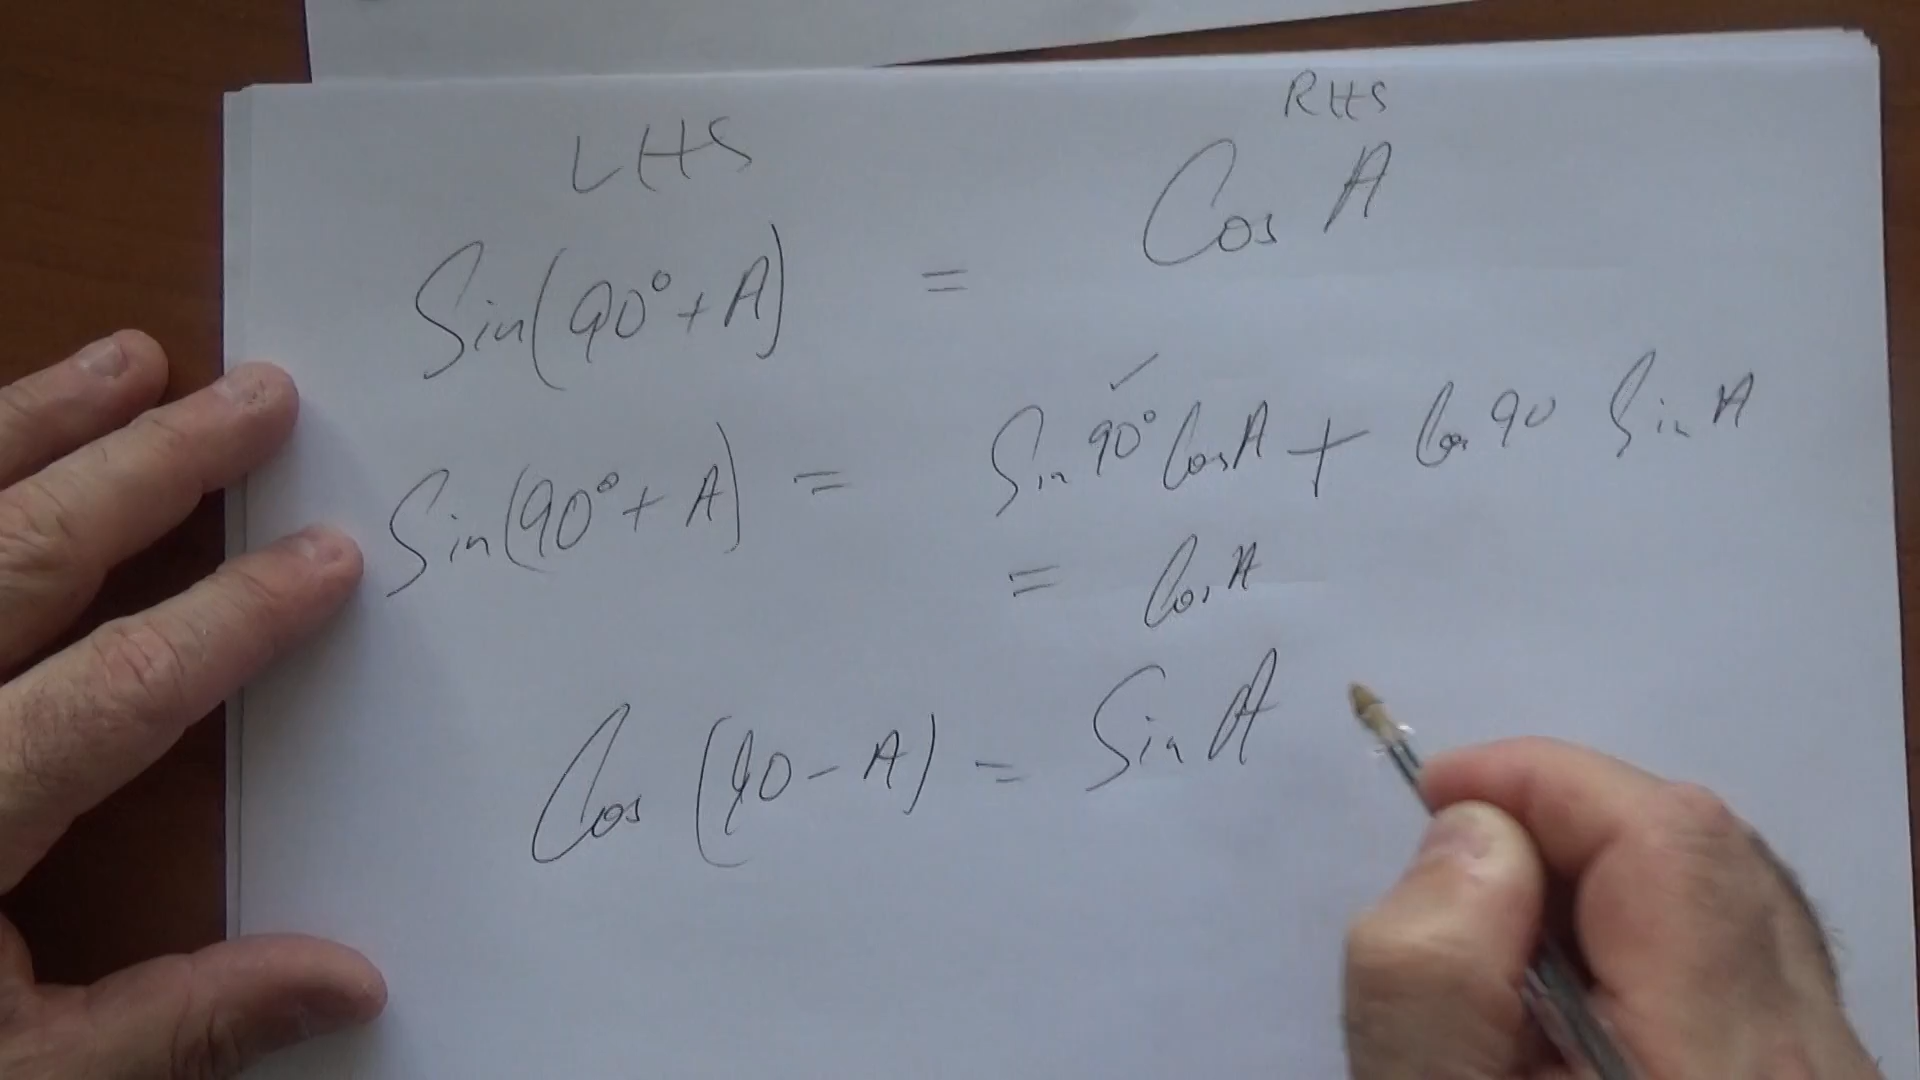 LHS RHS
Sin(90°+A) = Cos A
Sin(90°+A) = Sin 90° Cos A + Cos 90 Sin A
= Cos A
Cos (90-A) = Sin A